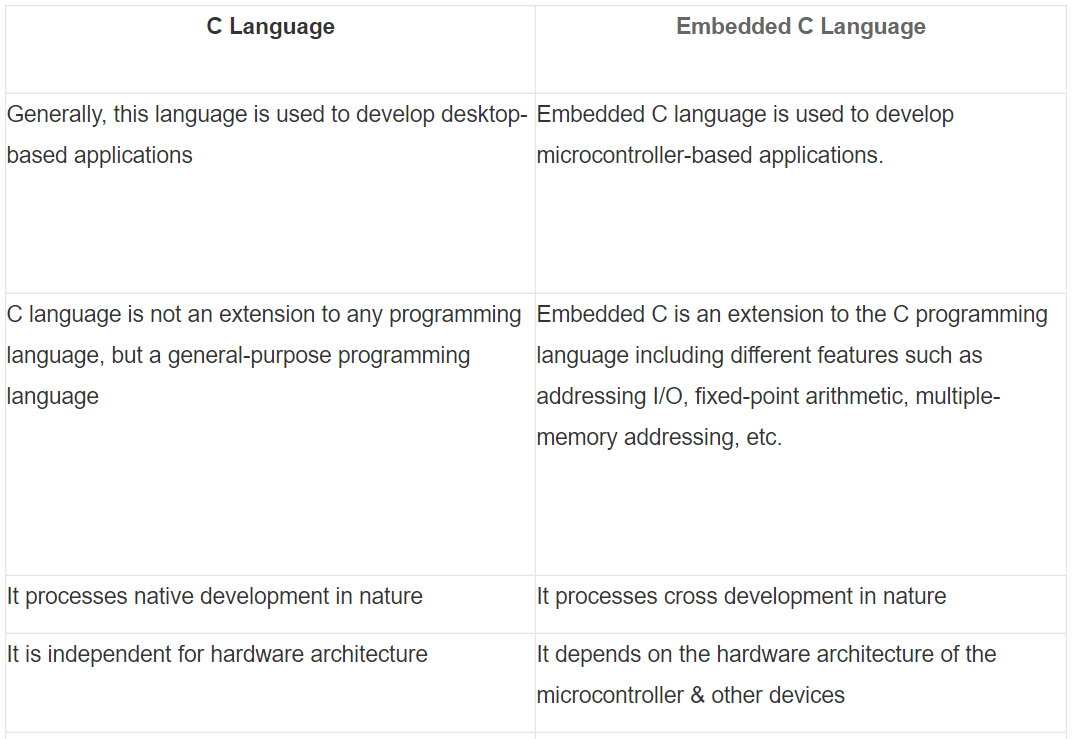 C Language
Embedded C Language
Generally, this language is used to develop desktop-
based applications
Embedded C language is used to develop
microcontroller-based applications.
C language is not an extension to any programming
language, but a general-purpose programming
language
Embedded C is an extension to the C programming
language including different features such as
addressing I/O, fixed-point arithmetic, multiple-
memory addressing, etc.
It processes native development in nature
It processes cross development in nature
It is independent for hardware architecture
It depends on the hardware architecture of the
microcontroller & other devices